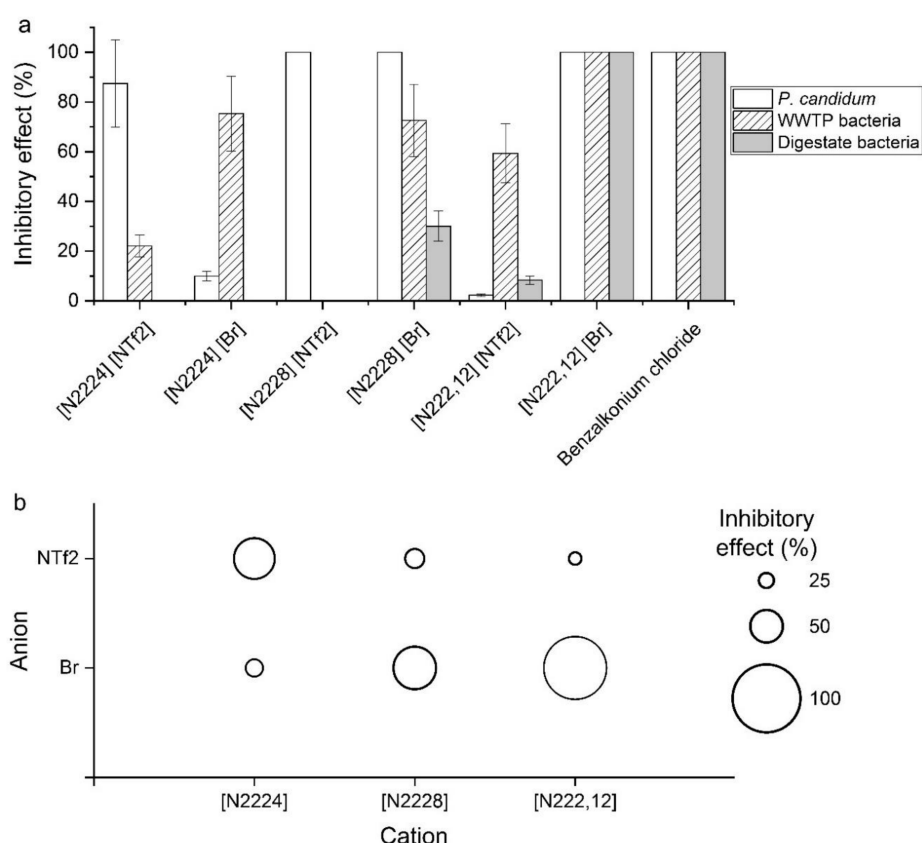 a
Inhibitory effect (%)
100
80
60
40
20
0
P. candidum
WWTP bacteria
Digestate bacteria
[N2224] [NTf2]
[N2224] [Br]
[N2228] [NTf2]
[N2228] [Br]
[N222,12] [NTf2]
[N222,12] [Br]
Benzalkonium chloride
b
Anion
NTf2
Br
[N2224]
[N2228]
[N222,12]
Cation
Inhibitory
effect (%)
25
50
100